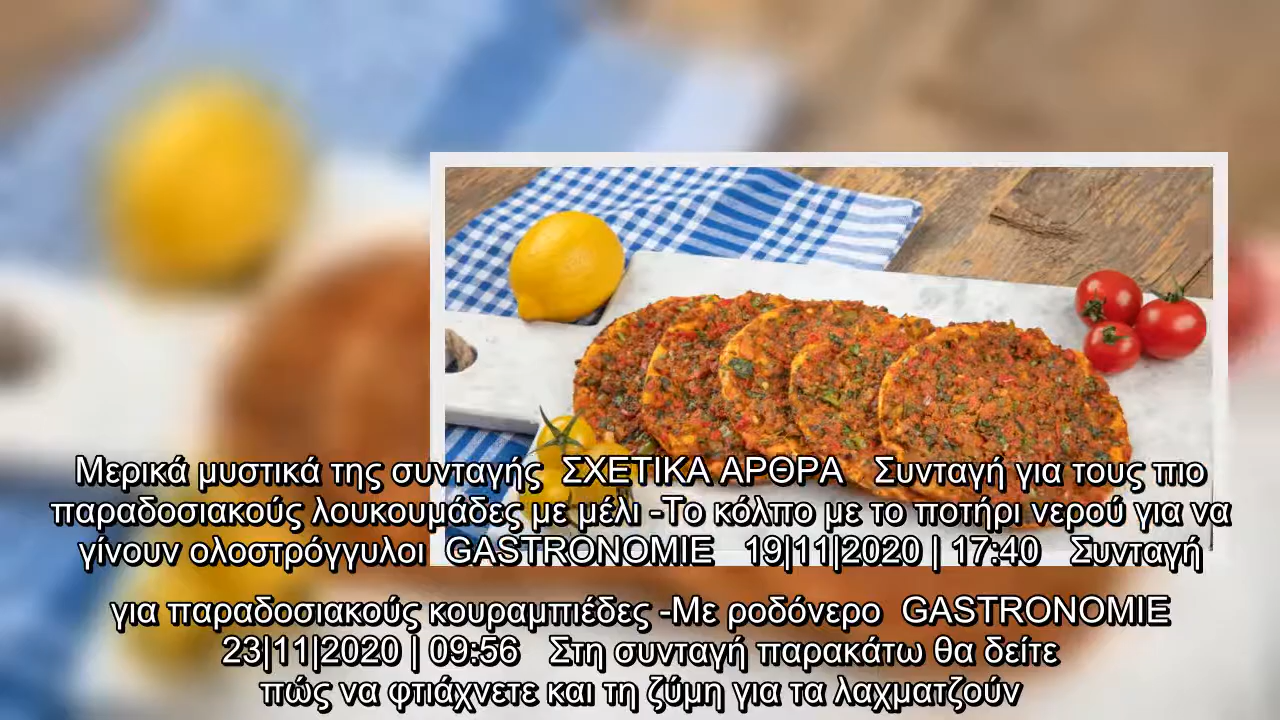 Μερικά μυστικά της συνταγής ΣΧΕΤΙΚΑ ΑΡΘΡΑ Συνταγή για τους πιο
παραδοσιακούς λουκουμάδες με μέλι -Το κόλπο με το ποτήρι νερού για να
γίνουν ολοστρόγγυλοι GASTRONOMIE 19|11|2020 | 17:40 Συνταγή
για παραδοσιακούς κουραμπιέδες -Με ροδόνερο GASTRONOMIE
23|11|2020 | 09:56 Στη συνταγή παρακάτω θα δείτε
πώς να φτιάχνετε και τη ζύμη για τα λαχματζούν